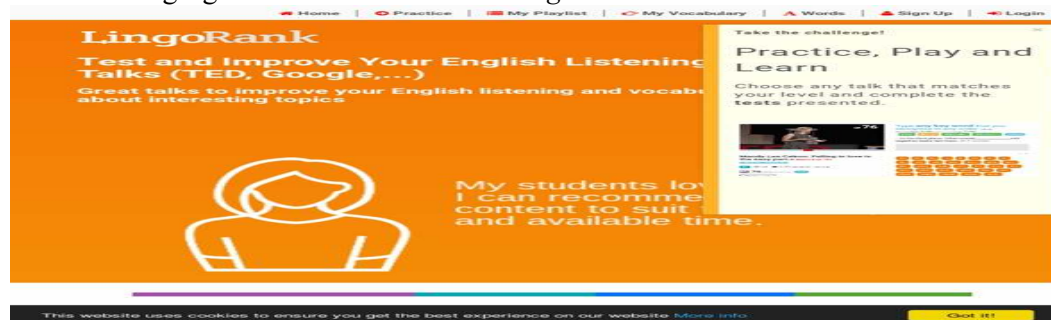 Home | Practice | My Playlist | My Vocabulary | Words | Sign Up | Login
LingoRank
Test and Improve Your English Listening
Talks (TED, Google,...)
Great talks to improve your English listening and vocabu
about interesting topics
My students lov
I can recomme
content to suit
and available time.
Take the challenge!
Practice, Play and
Learn
Choose any talk that matches
your level and complete the
tests presented.
76
This website uses cookies to ensure you get the best experience on our website More info
Got it!